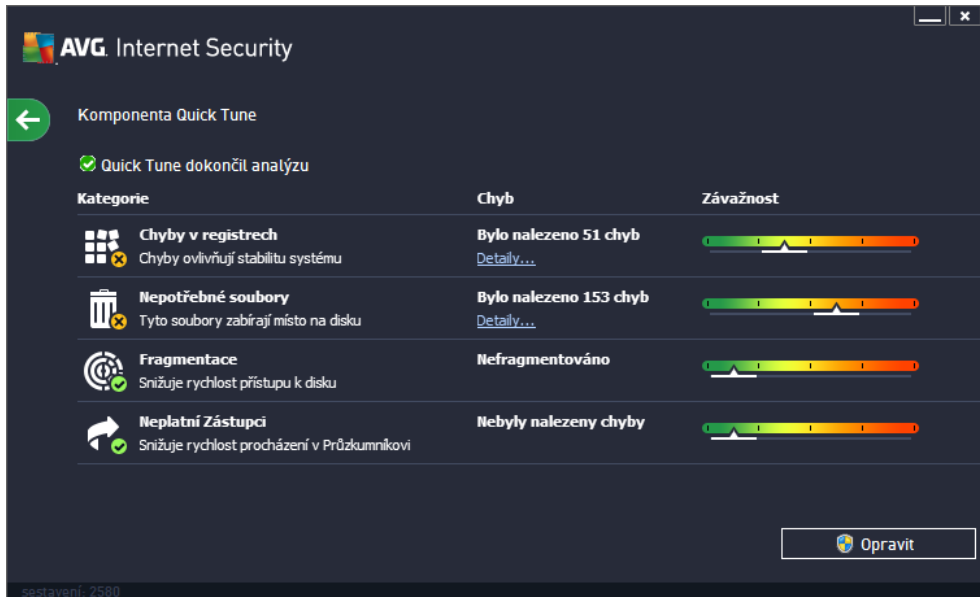 AVG. Internet Security
Komponenta Quick Tune
Quick Tune dokončil analýzu
Kategorie Chyb Závažnost
Chyby v registrech Bylo nalezeno 51 chyb
Chyby ovlivňují stabilitu systému Detaily...
Nepotřebné soubory Bylo nalezeno 153 chyb
Tyto soubory zabírají místo na disku Detaily...
Fragmentace Nefragmentováno
Snižuje rychlost přístupu k disku
Neplatní Zástupci Nebyly nalezeny chyby
Snižuje rychlost procházení v Průzkumníkovi
Opravit
sestavení- 2580